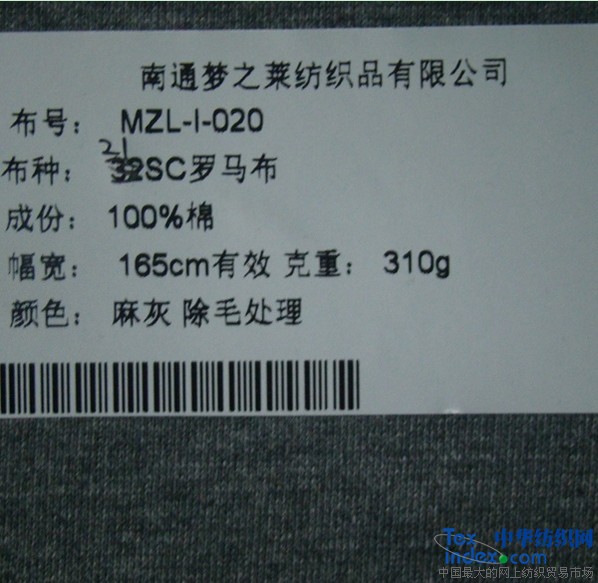 南通梦之莱纺织品有限公司
布号： MZL-I-020
21
布种： 32SC罗马布
成份： 100%棉
幅宽： 165cm有效 克重： 310g
颜色： 麻灰 除毛处理
Tex 中华纺织网
Index.com
中国最大的网上纺织贸易市场